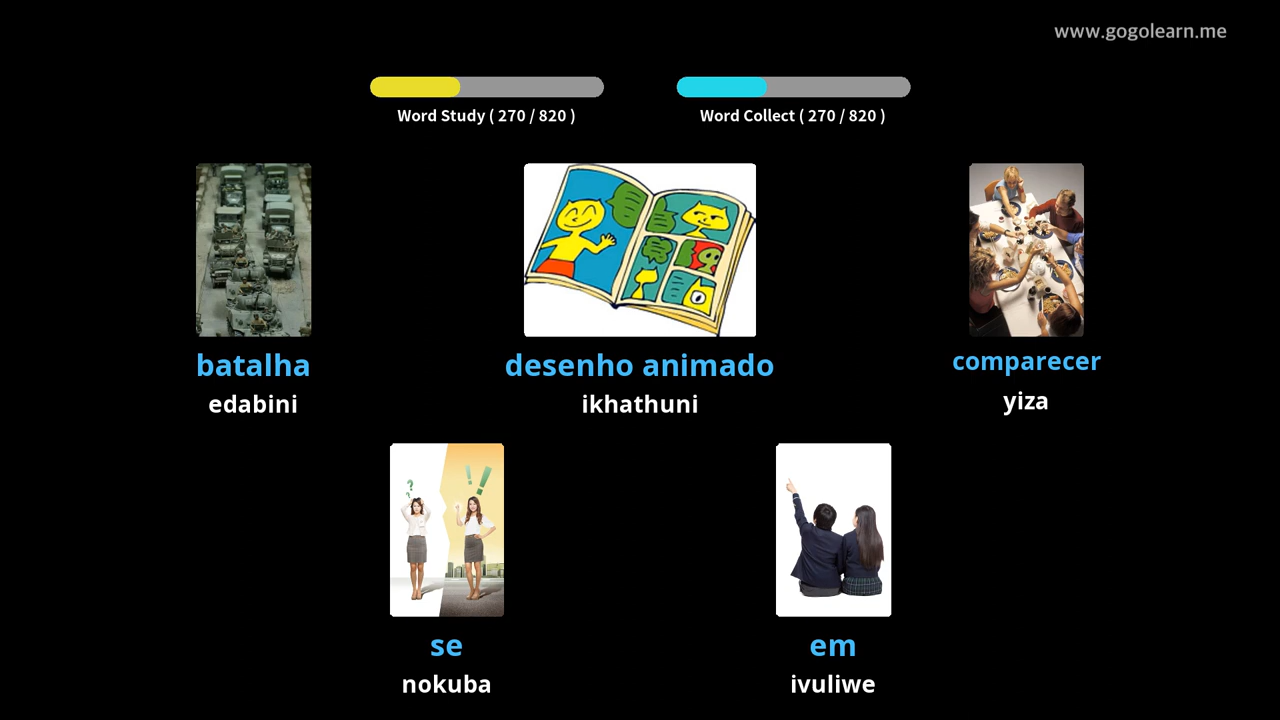 www.gogolearn.me
Word Study ( 270 / 820 )
Word Collect ( 270 / 820 )
batalha
edabini
desenho animado
ikhathuni
comparecer
yiza
se
nokuba
em
ivuliwe